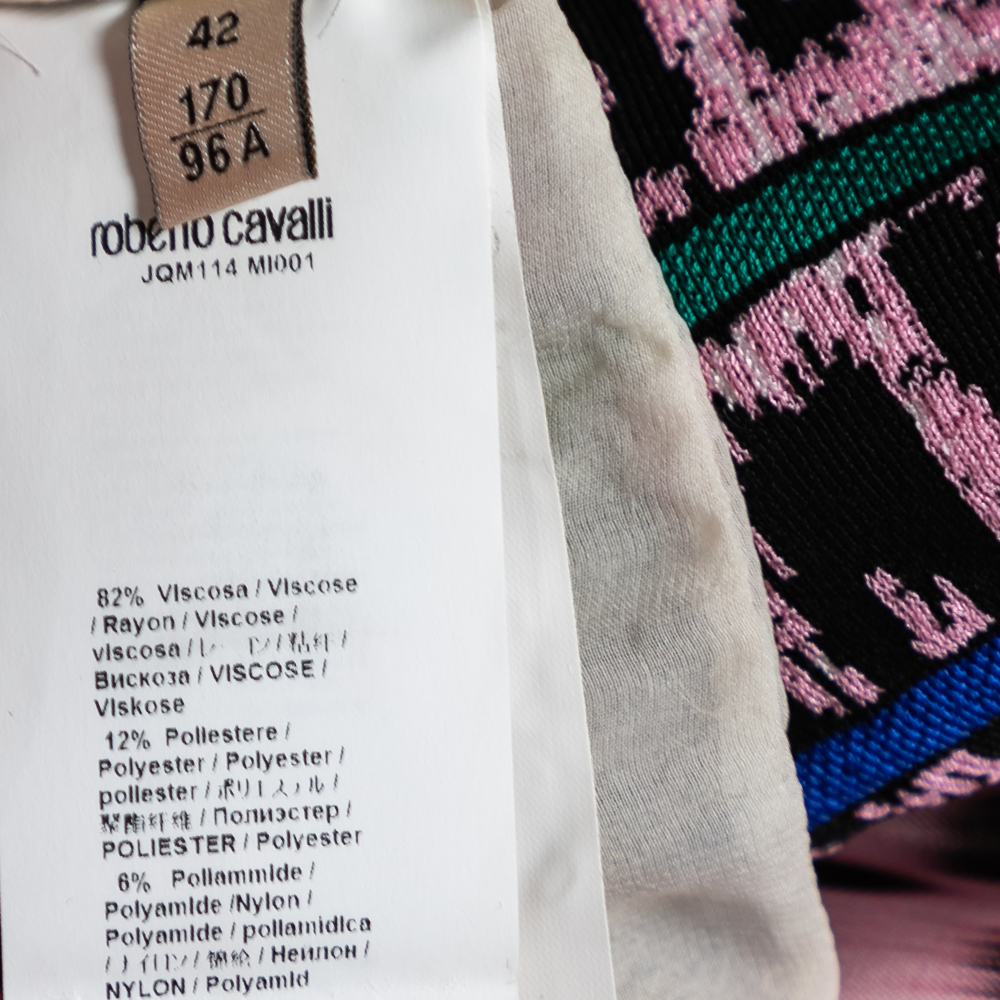 42
170
96 A
roberto cavalli
JQM114 MI001
82% Viscosa / Viscose
/ Rayon / Viscose /
viscosa / レーヨン / 粘纤 /
Вискоза / VISCOSE /
Viskose
12% Poliestere /
Polyester / Polyester /
poliester / ポリエステル /
聚酯纤维 / Полиэстер /
POLIESTER / Polyester
6% Poliammide /
Polyamide /Nylon /
Polyamide / poliamidica
/ ナイロン / 锦纶 / Нейлон /
NYLON / Polyamid